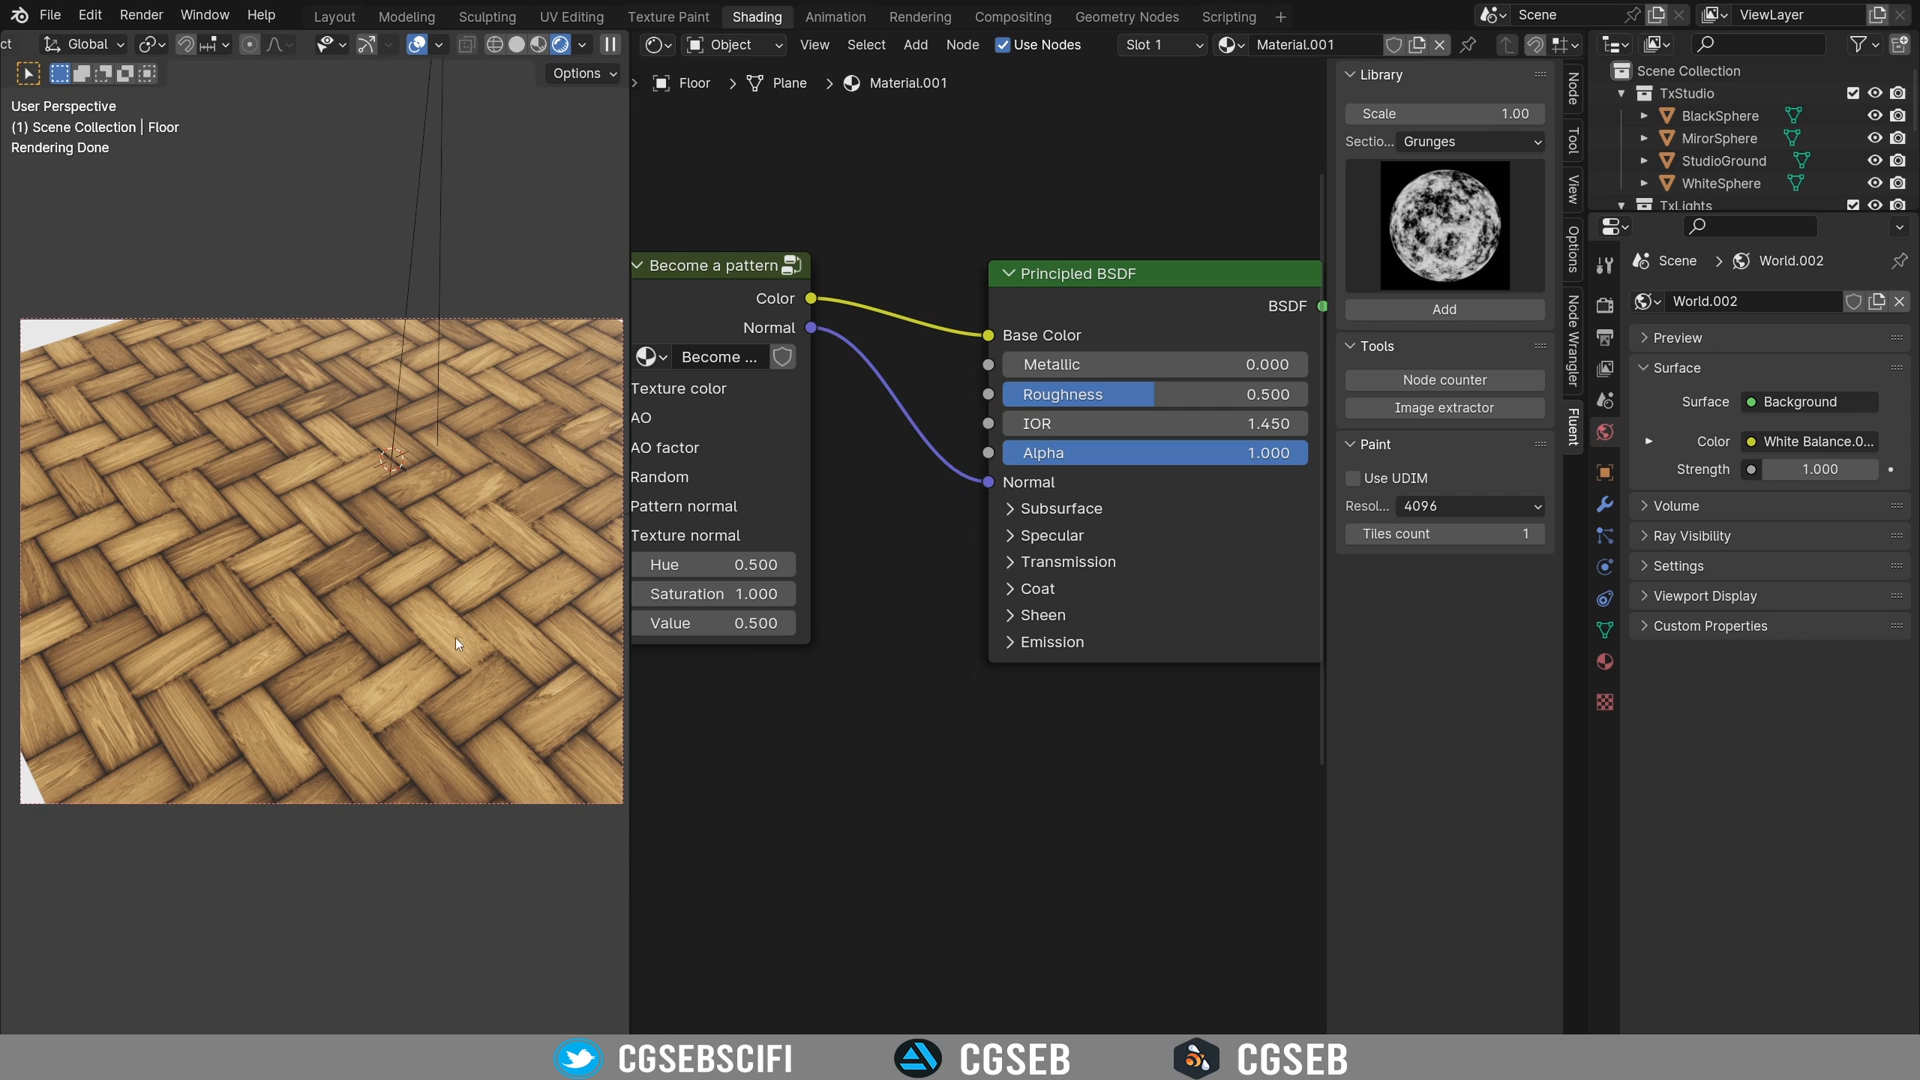 File Edit Render Window Help
Layout Modeling Sculpting UV Editing Texture Paint Shading Animation Rendering Compositing Geometry Nodes Scripting +
Scene
ViewLayer
ct Global
Object View Select Add Node Use Nodes Slot 1 Material.001
Options
Floor > Plane > Material.001
User Perspective
(1) Scene Collection | Floor
Rendering Done
Become a pattern
Color
Normal
Become ...
Texture color
AO
AO factor
Random
Pattern normal
Texture normal
Hue 0.500
Saturation 1.000
Value 0.500
Principled BSDF
BSDF
Base Color
Metallic 0.000
Roughness 0.500
IOR 1.450
Alpha 1.000
Normal
Subsurface
Specular
Transmission
Coat
Sheen
Emission
Library
Scale 1.00
Sectio... Grunges
Add
Tools
Node counter
Image extractor
Paint
Use UDIM
Resol... 4096
Tiles count 1
Node
Tool
View
Options
Node Wrangler
Fluent
Scene Collection
TxStudio
BlackSphere
MirorSphere
StudioGround
WhiteSphere
TxLights
Scene > World.002
World.002
Preview
Surface
Surface Background
Color White Balance.0...
Strength 1.000
Volume
Ray Visibility
Settings
Viewport Display
Custom Properties
CGSEBSCIFI
CGSEB
CGSEB